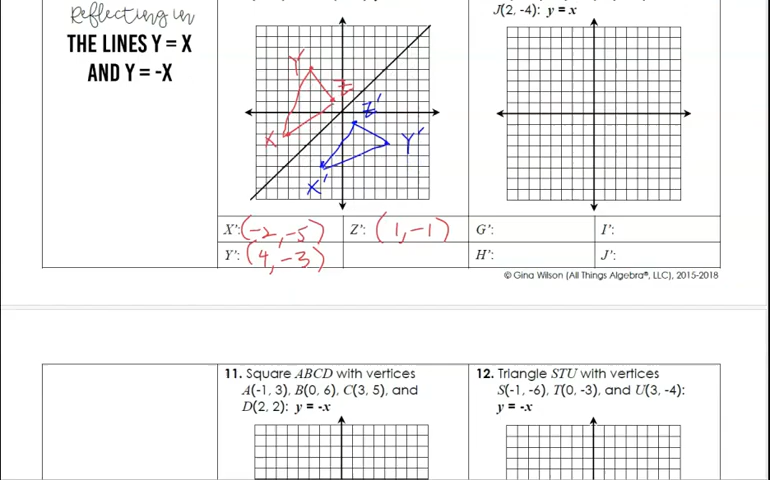 Reflecting in
THE LINES Y = X
AND Y = -X
J(2, -4): y = x
Y
Z
Z'
X
Y'
X'
X': (-2, -5) Z': (1, -1)
Y': (4, -3)
G': I':
H': J':
© Gina Wilson (All Things Algebra®, LLC), 2015-2018
11. Square ABCD with vertices
A(-1, 3), B(0, 6), C(3, 5), and
D(2, 2): y = -x
12. Triangle STU with vertices
S(-1, -6), T(0, -3), and U(3, -4):
y = -x